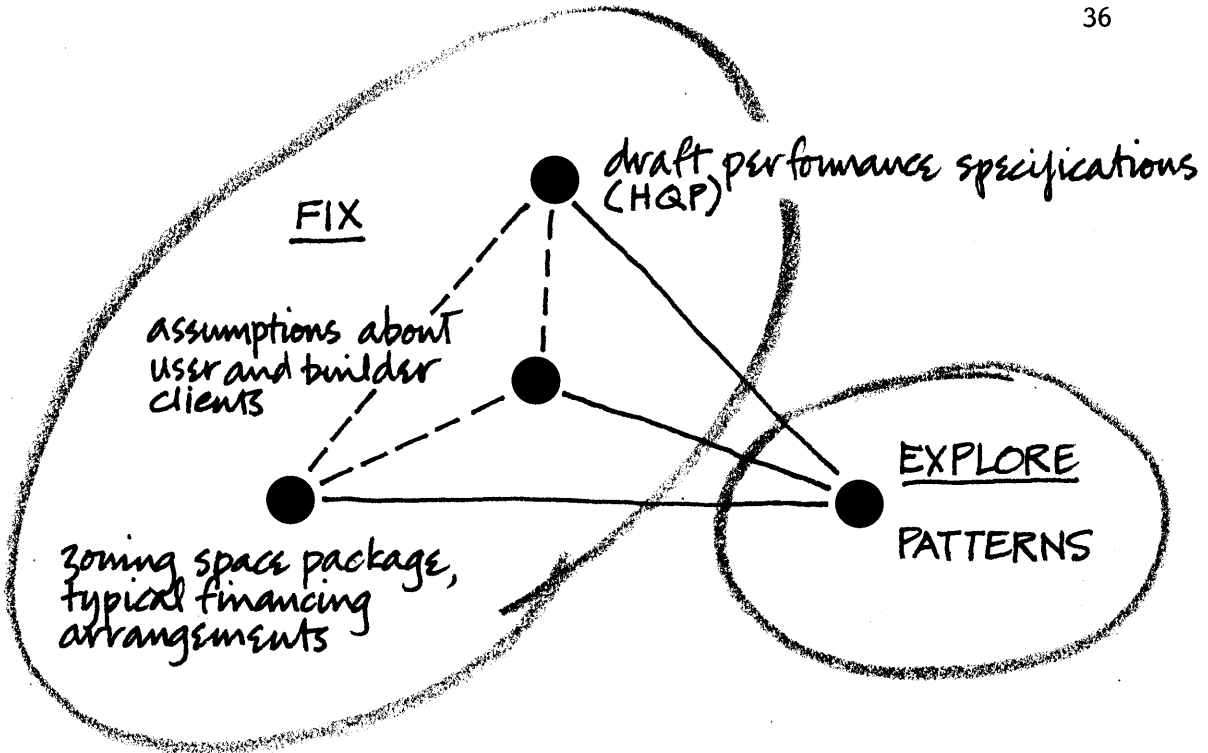 36
draft performance specifications
(HQP)
FIX
assumptions about
user and builder
clients
EXPLORE
PATTERNS
zoning space package,
typical financing
arrangements